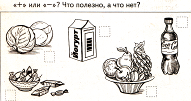 «+» или «−»? Что полезно, а что нет?
йогурт